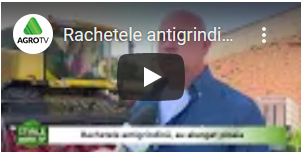 AGROTV
Rachetele antigrindi...
Rachetele antigrindină, au alungat ploaia